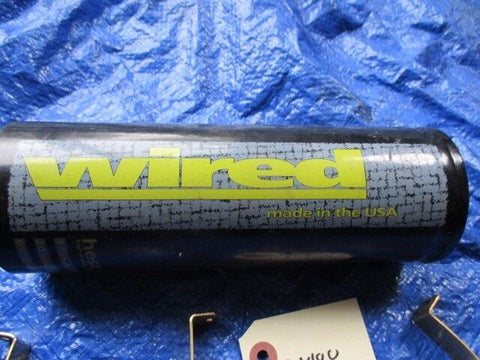 wired
made in the USA